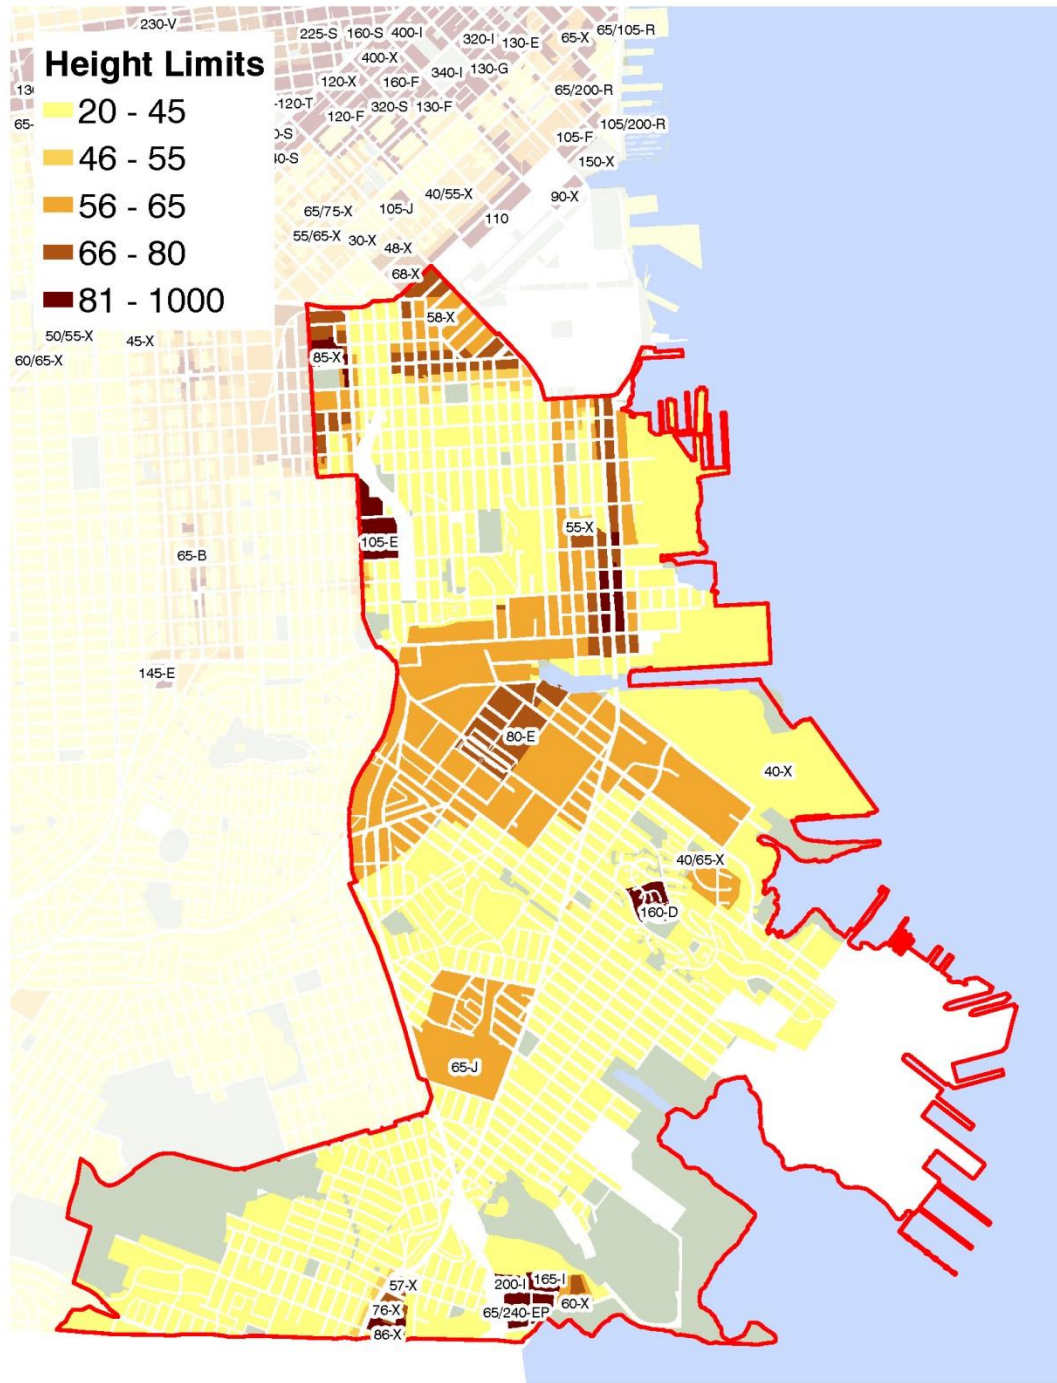 230-V
225-S 160-S 400-I
320-I 130-E 65-X 65/105-R
Height Limits
400-X
340-I 130-G
120-X 160-F
65/200-R
20 - 45
-120-T
320-S 130-F
120-F
105/200-R
105-F
150-X
46 - 55
40/55-X
90-X
56 - 65
65/75-X 105-J
110
55/65-X 30-X 48-X
66 - 80
68-X
81 - 1000
58-X
50/55-X 45-X
60/65-X
85-X
55-X
105-E
65-B
145-E
80-E
40-X
40/65-X
160-D
65-J
57-X 200-I 165-I
76-X 65/240-EP 60-X
86-X